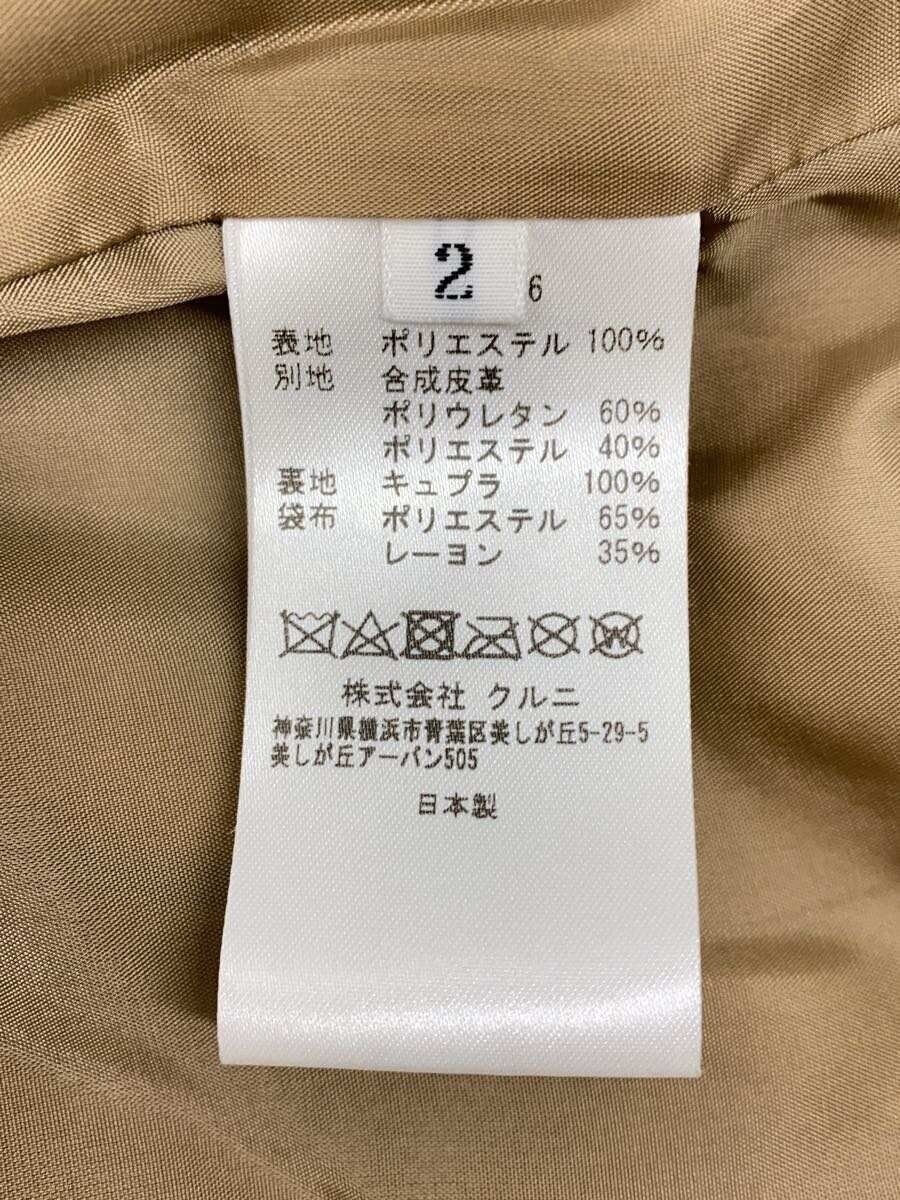 2
6
表地 ポリエステル 100%
別地 合成皮革
ポリウレタン 60%
ポリエステル 40%
裏地 キュプラ 100%
袋布 ポリエステル 65%
レーヨン 35%
W
株式会社 クルニ
神奈川県横浜市青葉区美しが丘5-29-5
美しが丘アーバン505
日本製